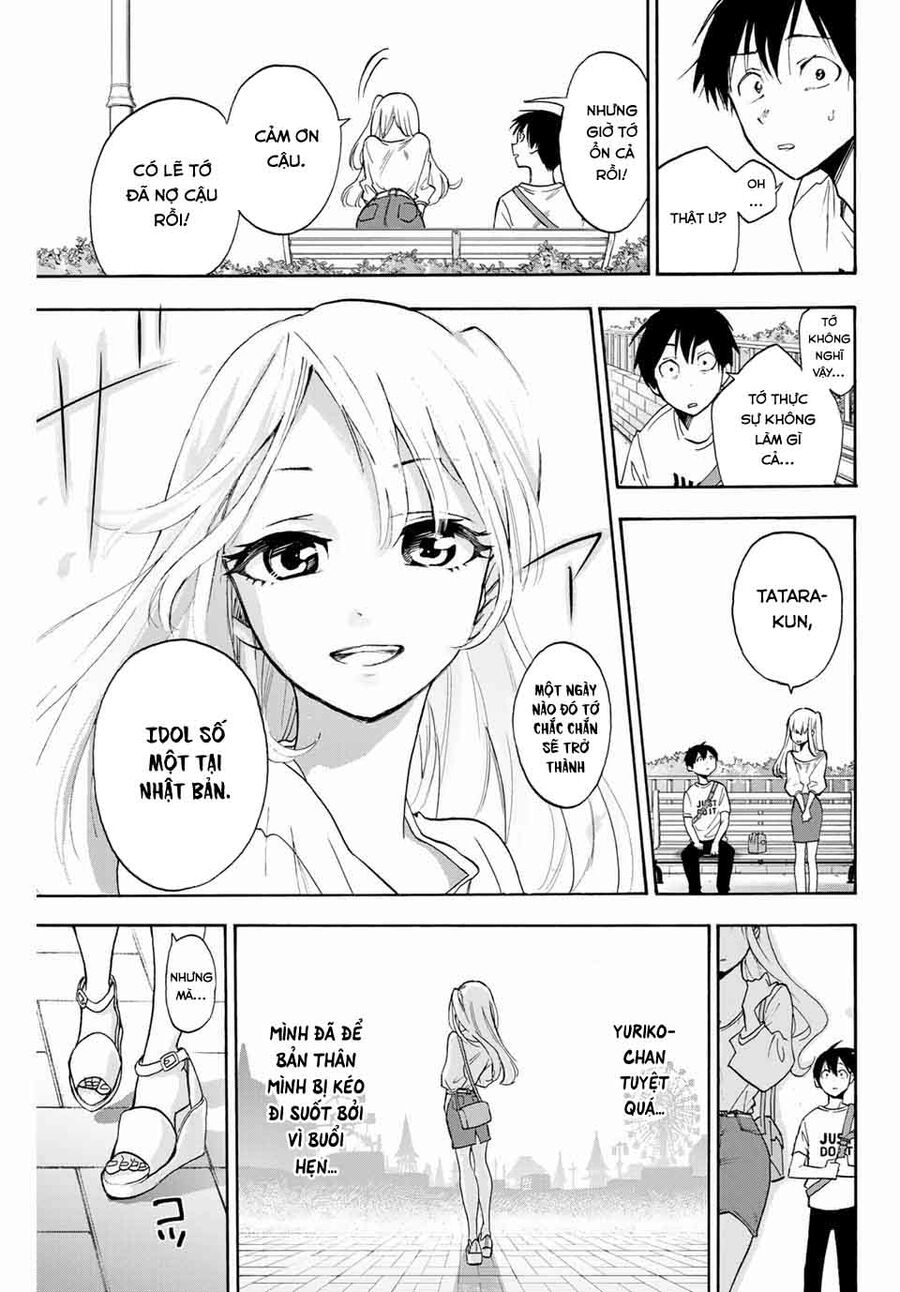 NHƯNG
GIỜ TỚ
ỔN CẢ
RỒI!
OH
...
THẬT Ư?
CẢM ƠN
CẬU.
CÓ LẼ TỚ
ĐÃ NỢ CẬU
RỒI!
TỚ
KHÔNG
NGHĨ
VẬY...
TỚ THỰC
SỰ KHÔNG
LÀM GÌ
CẢ...
JUST
TATARA-
KUN,
JUST
DO IT
MỘT NGÀY
NÀO ĐÓ TỚ
CHẮC CHẮN
SẼ TRỞ
THÀNH
IDOL SỐ
MỘT TẠI
NHẬT BẢN.
JUST
DO IT
YURIKO-
CHAN
TUYỆT
QUÁ...
MÌNH ĐÃ ĐỂ
BẢN THÂN
MÌNH BỊ KÉO
ĐI SUỐT BỞI
VÌ BUỔI
HẸN...
NHƯNG
MÀ...
コツ